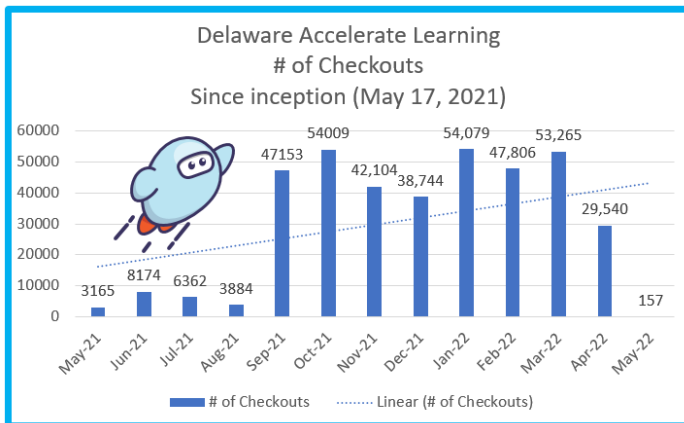 Delaware Accelerate Learning
# of Checkouts
Since inception (May 17, 2021)
60000
50000
40000
30000
20000
10000
0
3165
8174
6362
3884
47153
54009
42,104
38,744
54,079
47,806
53,265
29,540
157
May-21
Jun-21
Jul-21
Aug-21
Sep-21
Oct-21
Nov-21
Dec-21
Jan-22
Feb-22
Mar-22
Apr-22
May-22
# of Checkouts
Linear (# of Checkouts)